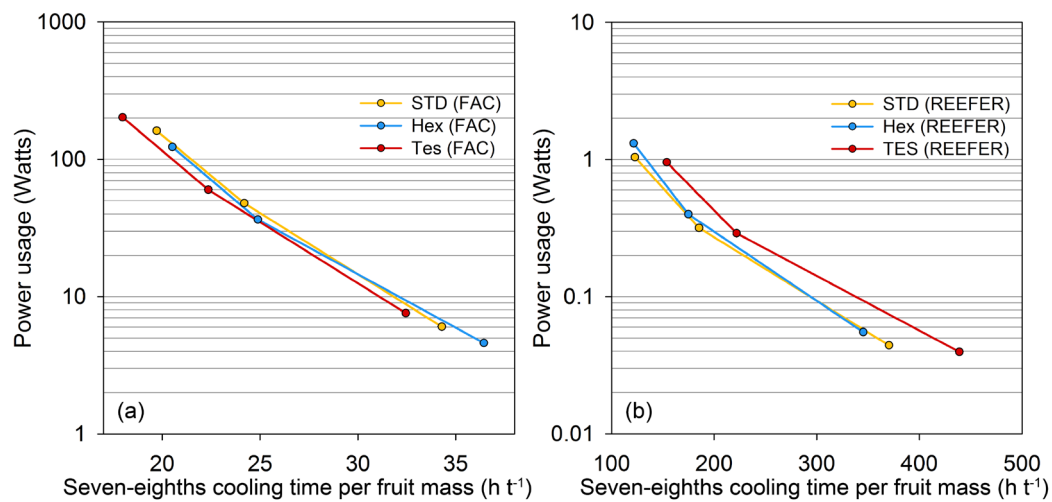 1000
100
10
1
Power usage (Watts)
STD (FAC)
Hex (FAC)
Tes (FAC)
(a)
20 25 30 35
Seven-eighths cooling time per fruit mass (h t⁻¹)
10
1
0.1
0.01
Power usage (Watts)
STD (REEFER)
Hex (REEFER)
TES (REEFER)
(b)
100 200 300 400 500
Seven-eighths cooling time per fruit mass (h t⁻¹)